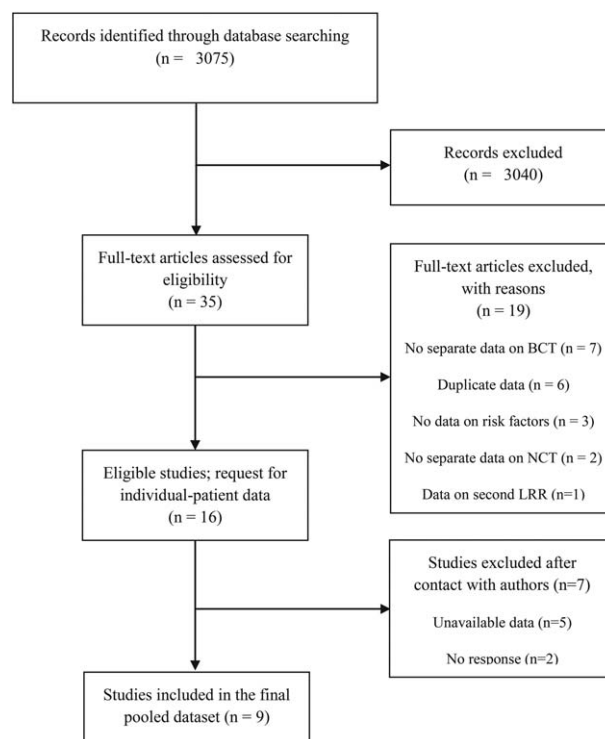 Records identified through database searching
(n = 3075)
Records excluded
(n = 3040)
Full-text articles assessed for
eligibility
(n = 35)
Full-text articles excluded,
with reasons
(n = 19)
No separate data on BCT (n = 7)
Duplicate data (n = 6)
No data on risk factors (n = 3)
No separate data on NCT (n = 2)
Data on second LRR (n=1)
Eligible studies; request for
individual-patient data
(n = 16)
Studies excluded after
contact with authors (n=7)
Unavailable data (n=5)
No response (n=2)
Studies included in the final
pooled dataset (n = 9)